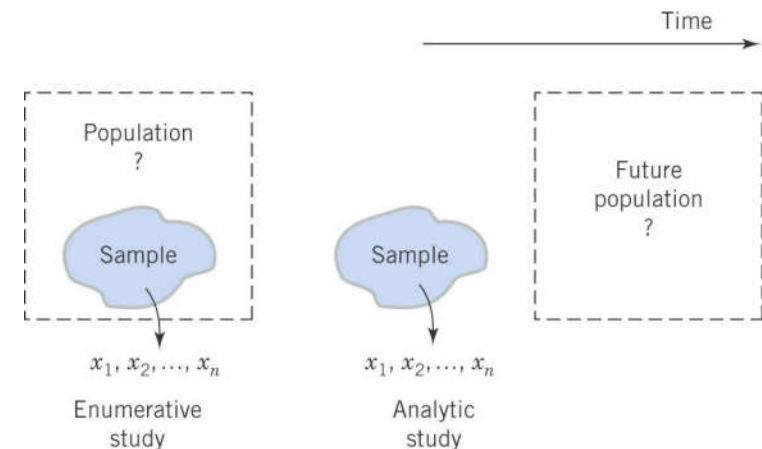 Time
Population
?
Sample
x₁, x₂,..., xₙ
Enumerative
study
Sample
x₁, x₂,..., xₙ
Analytic
study
Future
population
?